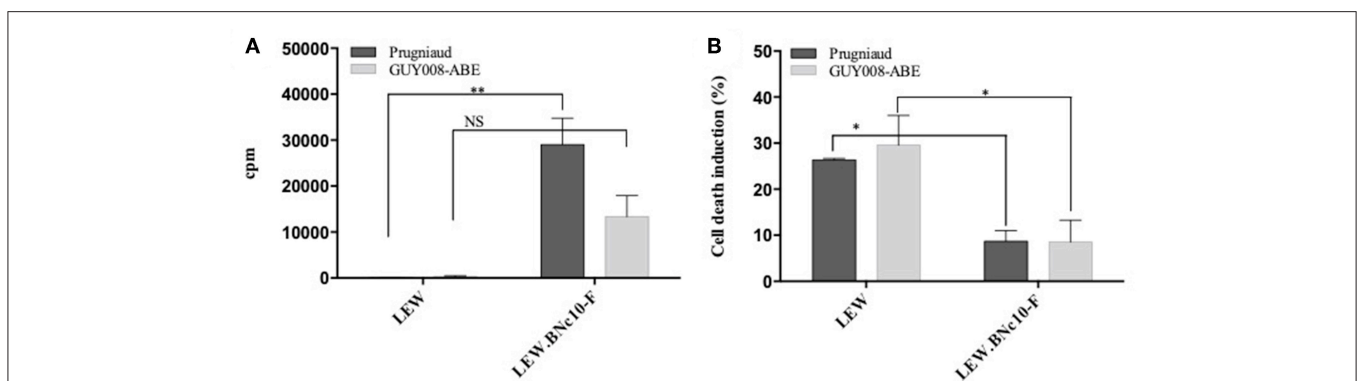 A
50000
40000
30000
20000
10000
0
cpm
Prugniaud
GUY008-ABE
**
NS
LEW
LEW.BNc10-F
B
50
40
30
20
10
0
Cell death induction (%)
Prugniaud
GUY008-ABE
*
*
LEW
LEW.BNc10-F